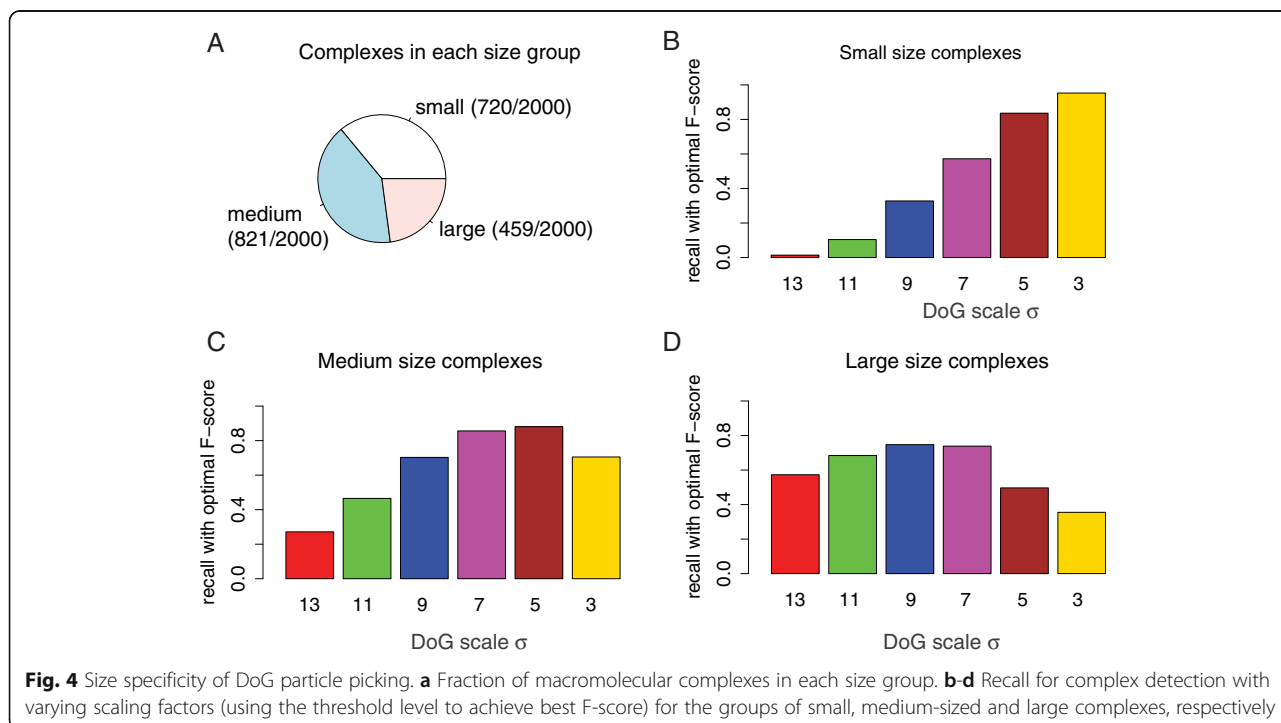 A
Complexes in each size group
small (720/2000)
medium
(821/2000)
large (459/2000)
B
Small size complexes
recall with optimal F−score
0.0 0.4 0.8
13 11 9 7 5 3
DoG scale σ
C
Medium size complexes
recall with optimal F−score
0.0 0.4 0.8
13 11 9 7 5 3
DoG scale σ
D
Large size complexes
recall with optimal F−score
0.0 0.4 0.8
13 11 9 7 5 3
DoG scale σ
Fig. 4 Size specificity of DoG particle picking. a Fraction of macromolecular complexes in each size group. b-d Recall for complex detection with
varying scaling factors (using the threshold level to achieve best F-score) for the groups of small, medium-sized and large complexes, respectively